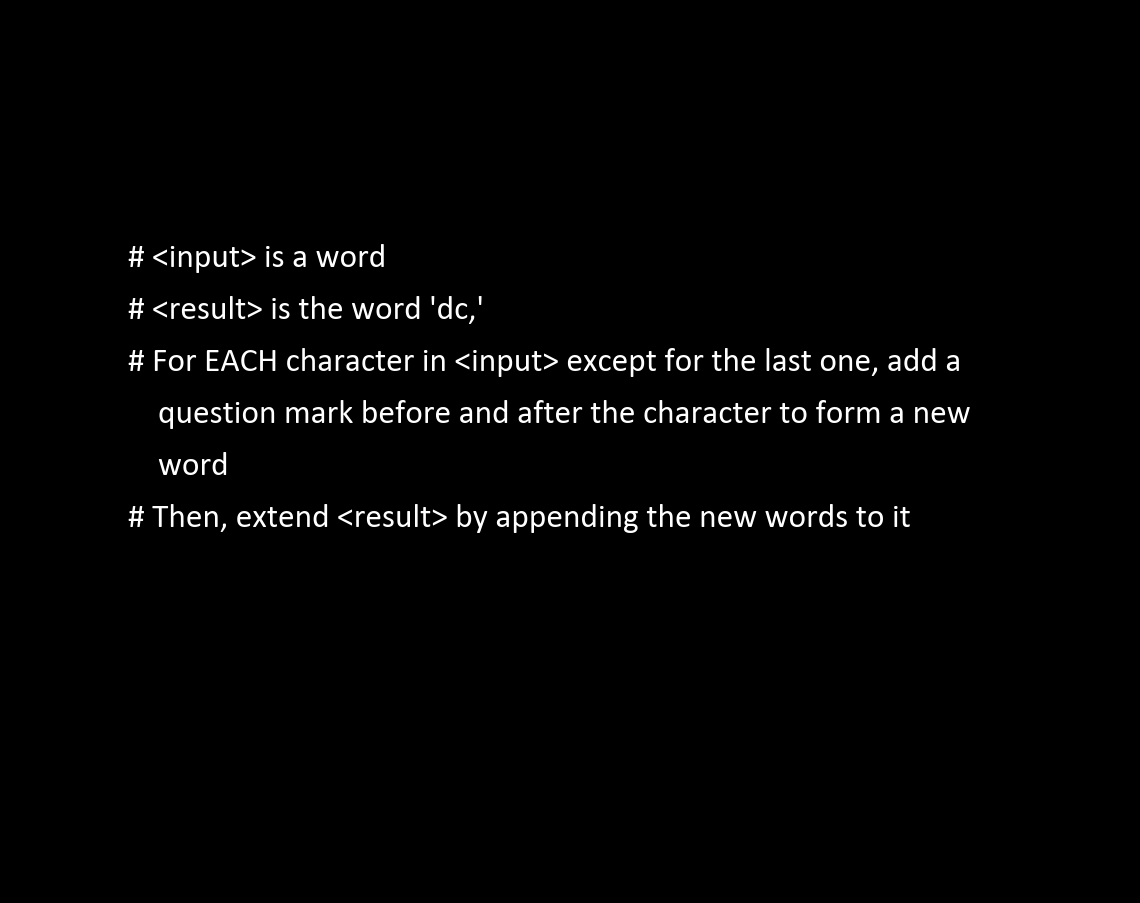 # <input> is a word
# <result> is the word 'dc,'
# For EACH character in <input> except for the last one, add a
question mark before and after the character to form a new
word
# Then, extend <result> by appending the new words to it